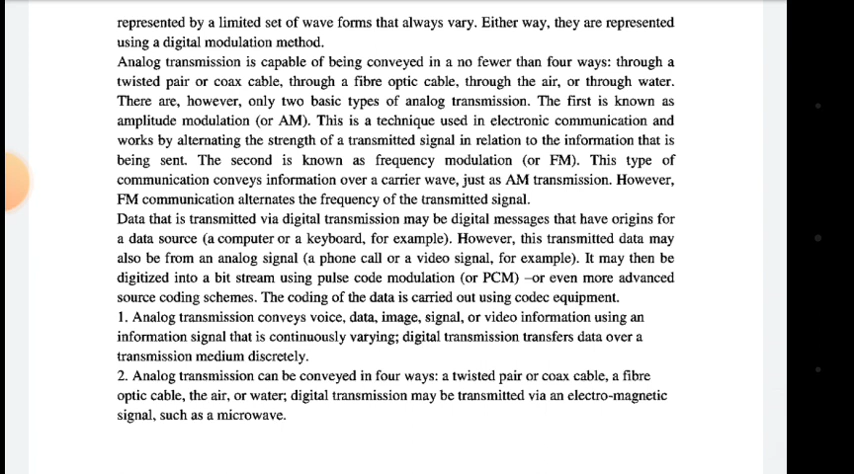 represented by a limited set of wave forms that always vary. Either way, they are represented
using a digital modulation method.
Analog transmission is capable of being conveyed in a no fewer than four ways: through a
twisted pair or coax cable, through a fibre optic cable, through the air, or through water.
There are, however, only two basic types of analog transmission. The first is known as
amplitude modulation (or AM). This is a technique used in electronic communication and
works by alternating the strength of a transmitted signal in relation to the information that is
being sent. The second is known as frequency modulation (or FM). This type of
communication conveys information over a carrier wave, just as AM transmission. However,
FM communication alternates the frequency of the transmitted signal.
Data that is transmitted via digital transmission may be digital messages that have origins for
a data source (a computer or a keyboard, for example). However, this transmitted data may
also be from an analog signal (a phone call or a video signal, for example). It may then be
digitized into a bit stream using pulse code modulation (or PCM) –or even more advanced
source coding schemes. The coding of the data is carried out using codec equipment.
1. Analog transmission conveys voice, data, image, signal, or video information using an
information signal that is continuously varying; digital transmission transfers data over a
transmission medium discretely.
2. Analog transmission can be conveyed in four ways: a twisted pair or coax cable, a fibre
optic cable, the air, or water; digital transmission may be transmitted via an electro-magnetic
signal, such as a microwave.